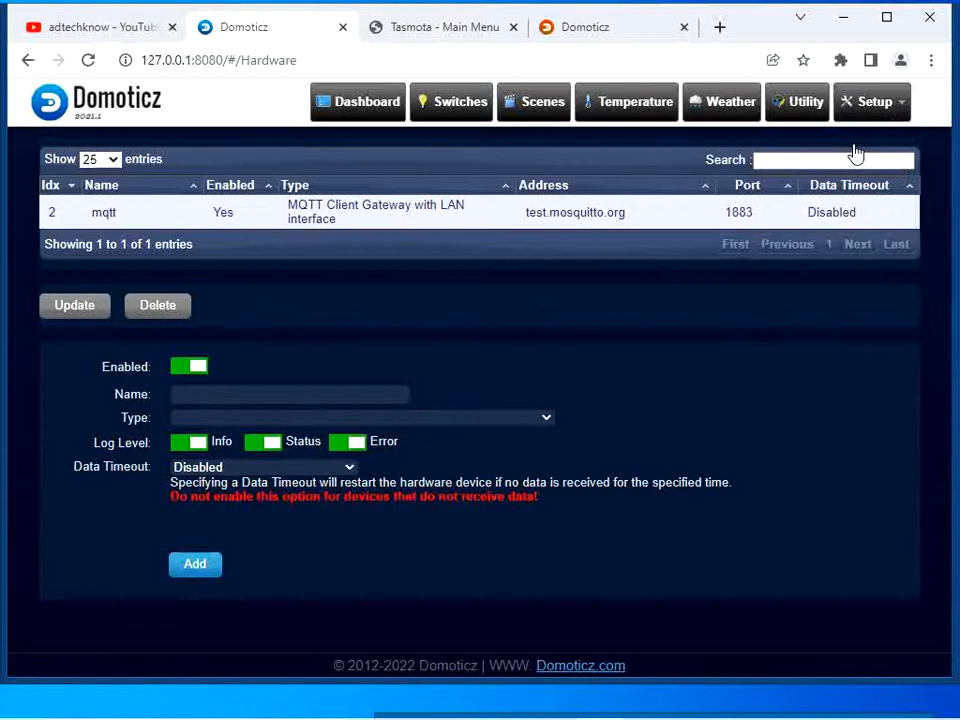 adtechknow - YouTub
Domoticz
Tasmota - Main Menu
Domoticz
127.0.0.1:8080/#/Hardware
Domoticz
2021.1
Dashboard
Switches
Scenes
Temperature
Weather
Utility
Setup
Show 25 entries
Search :
Idx Name Enabled Type Address Port Data Timeout
2 mqtt Yes MQTT Client Gateway with LAN interface test.mosquitto.org 1883 Disabled
Showing 1 to 1 of 1 entries
First Previous 1 Next Last
Update
Delete
Enabled:
Name:
Type:
Log Level: Info Status Error
Data Timeout: Disabled
Specifying a Data Timeout will restart the hardware device if no data is received for the specified time.
Do not enable this option for devices that do not receive data!
Add
© 2012-2022 Domoticz | WWW. Domoticz.com